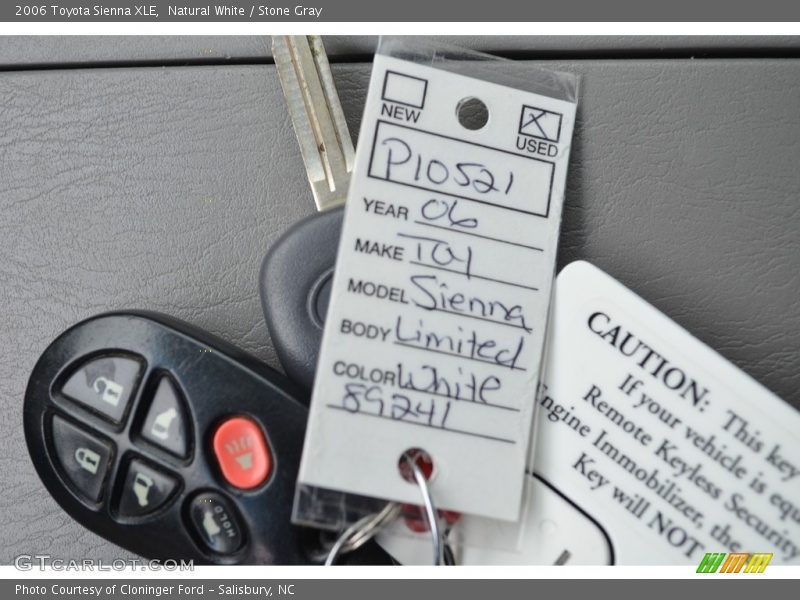 2006 Toyota Sienna XLE,  Natural White / Stone Gray
NEW
X
USED
P10521
YEAR 06
MAKE TOY
MODEL Sienna
BODY Limited
COLOR White
89241
HOLD
CAUTION: This key
If your vehicle is equ
Remote Keyless Security
Engine Immobilizer, the
Key will NOT
GTCARLOT.COM
Photo Courtesy of Cloninger Ford - Salisbury, NC